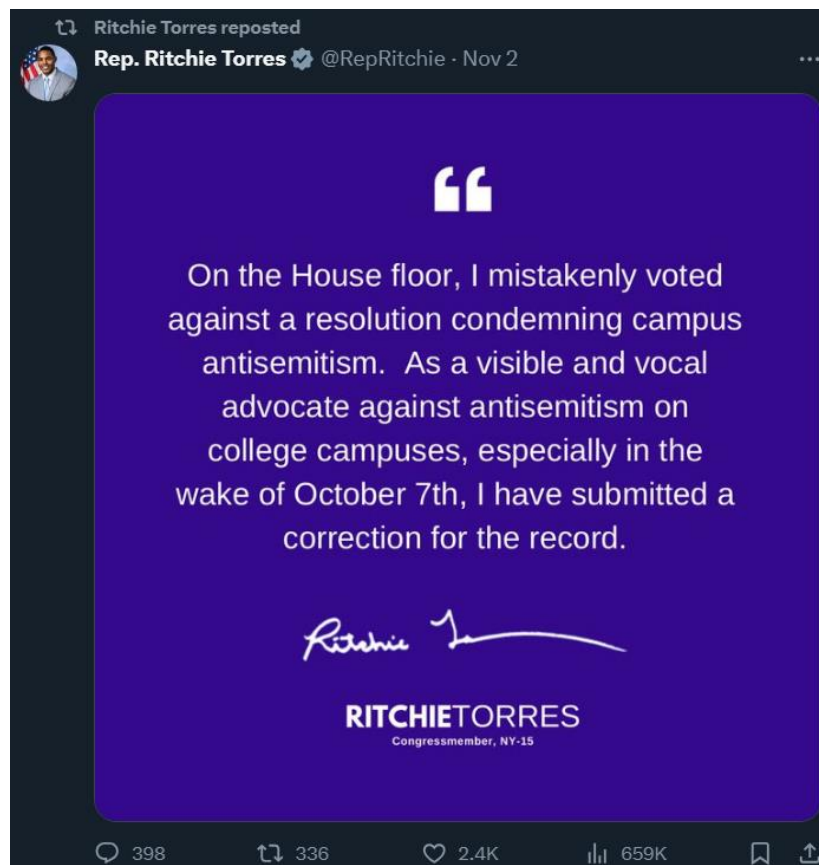 Ritchie Torres reposted
Rep. Ritchie Torres @RepRitchie · Nov 2
“
On the House floor, I mistakenly voted
against a resolution condemning campus
antisemitism.  As a visible and vocal
advocate against antisemitism on
college campuses, especially in the
wake of October 7th, I have submitted a
correction for the record.
Ritchie T
RITCHIETORRES
Congressmember, NY-15
398 336 2.4K 659K